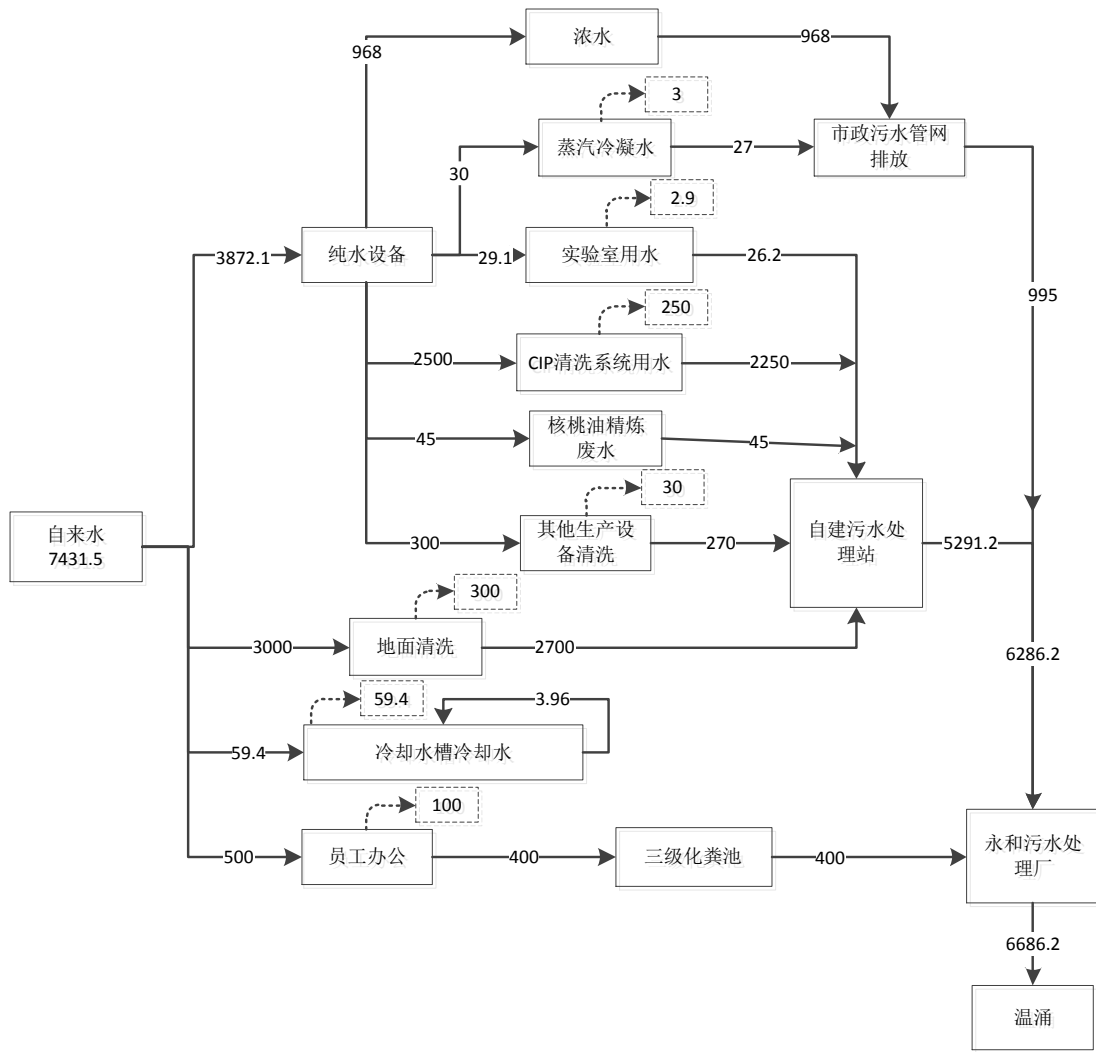 浓水
968
968
3
蒸汽冷凝水
27
市政污水管网
排放
30
2.9
3872.1
纯水设备
29.1
实验室用水
26.2
250
995
2500
CIP清洗系统用水
2250
45
核桃油精炼
废水
45
30
自来水
7431.5
300
其他生产设
备清洗
270
自建污水处
理站
5291.2
300
3000
地面清洗
2700
6286.2
59.4
3.96
59.4
冷却水槽冷却水
100
500
员工办公
400
三级化粪池
400
永和污水处
理厂
6686.2
温涌